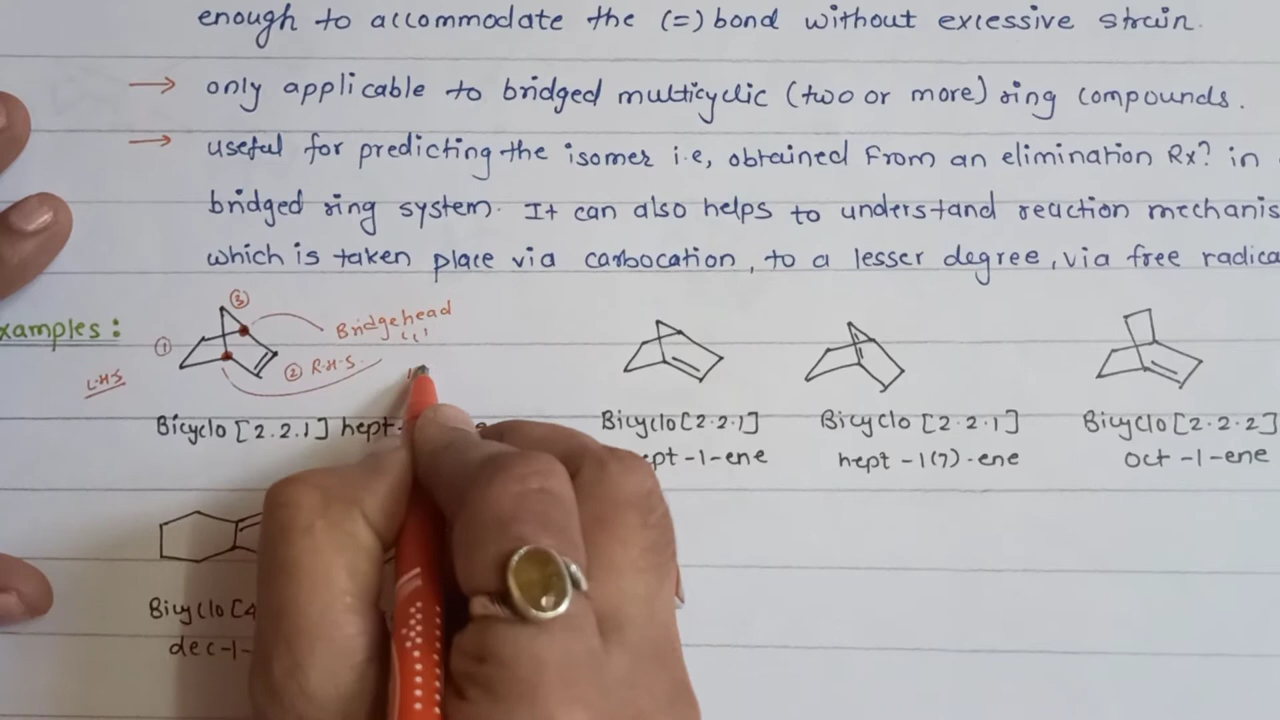 enough to accommodate the (=) bond without excessive strain.
→ only applicable to bridged multicyclic (two or more) ring compounds.
→ useful for predicting the isomer i.e, obtained From an elimination Rx? in
bridged ring system. It can also helps to understand reaction mechanis
which is taken place via carbocation, to a lesser degree, via free radica
xamples:
③
Bridgehead
①
② R.H.S.
L.H.S
Bicyclo [2.2.1] hept-
Bicyclo [2.2.1]
ept-1-ene
Bicyclo [2.2.1]
hept-1(7)-ene
Bicyclo [2.2.2]
oct-1-ene
Bicyclo [4
dec-1-